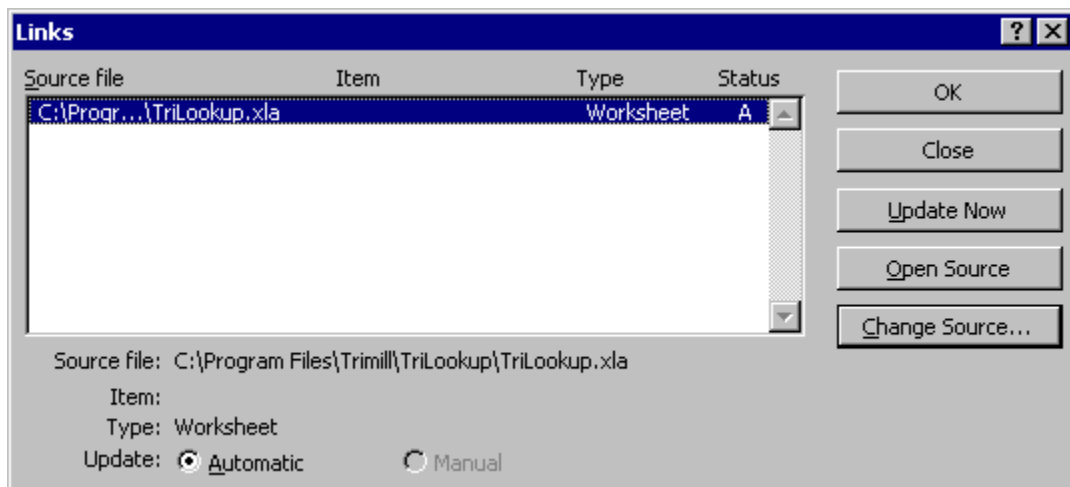 Links
Source file Item Type Status
C:\Progr...\TriLookup.xla Worksheet A
OK
Close
Update Now
Open Source
Change Source...
Source file: C:\Program Files\Trimill\TriLookup\TriLookup.xla
Item:
Type: Worksheet
Update: Automatic Manual